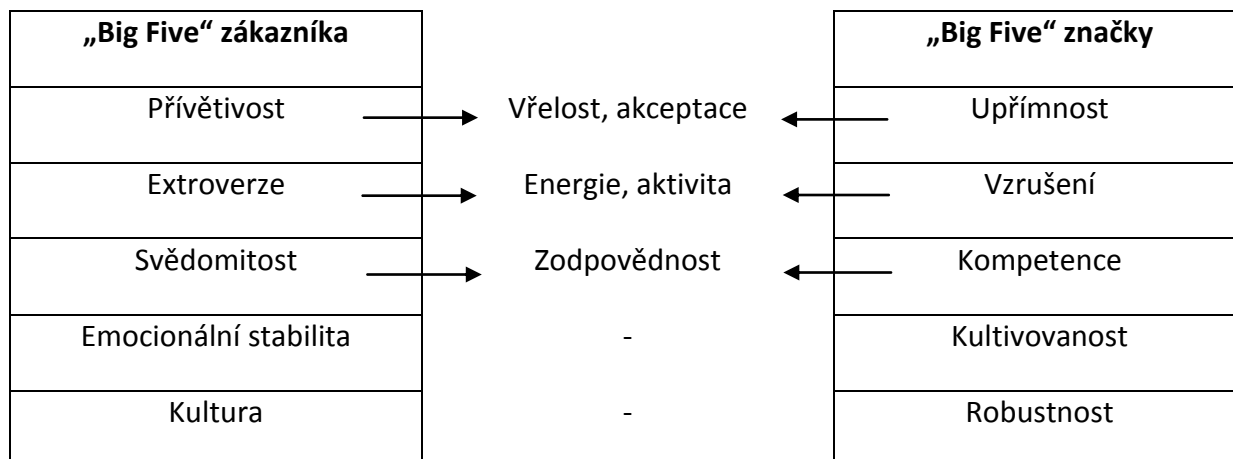 „Big Five“ zákazníka „Big Five“ značky
Přívětivost Vřelost, akceptace Upřímnost
Extroverze Energie, aktivita Vzrušení
Svědomitost Zodpovědnost Kompetence
Emocionální stabilita - Kultivovanost
Kultura - Robustnost